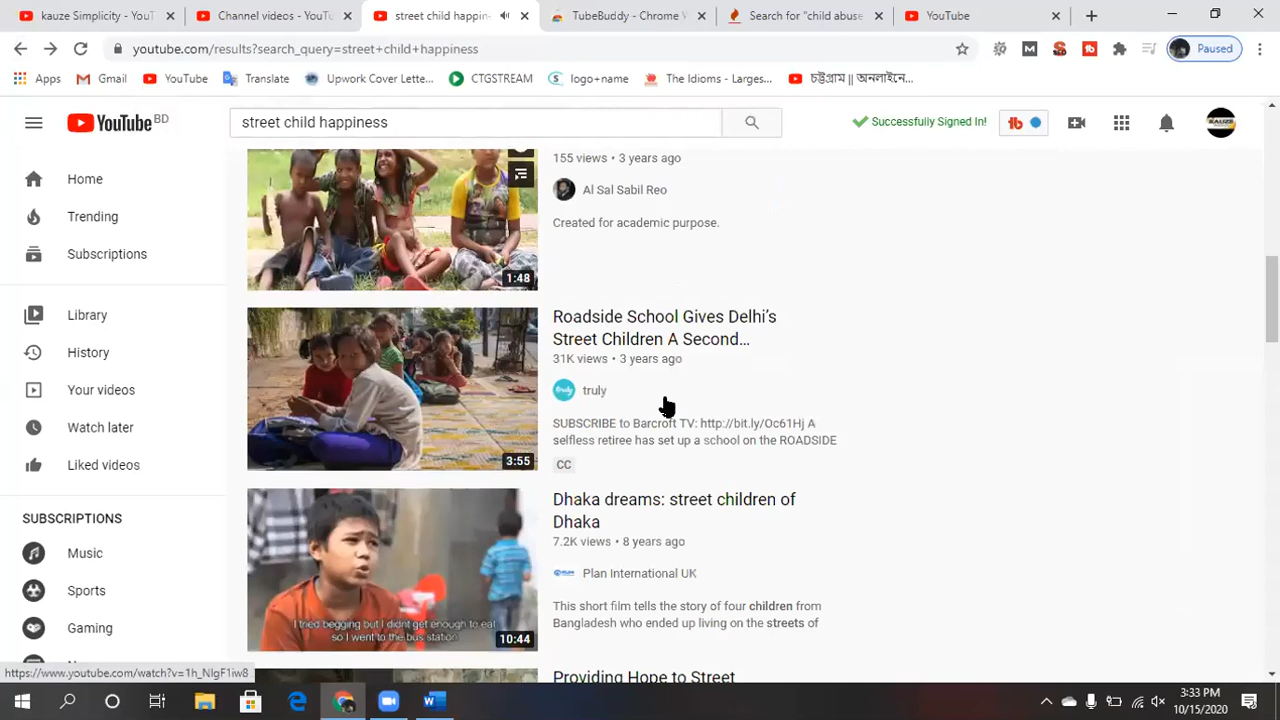 kauze Simplicity - YouT
Channel videos - YouTu
street child happin
TubeBuddy - Chrome W
Search for "child abuse
YouTube
youtube.com/results?search_query=street+child+happiness
Paused
Apps
Gmail
YouTube
Translate
Upwork Cover Lette...
CTGSTREAM
logo+name
The Idioms - Larges...
চট্টগ্রাম || অনলাইনে...
YouTube BD
street child happiness
Successfully Signed In!
Home
Trending
Subscriptions
Library
History
Your videos
Watch later
Liked videos
SUBSCRIPTIONS
Music
Sports
Gaming
155 views • 3 years ago
Al Sal Sabil Reo
Created for academic purpose.
1:48
Roadside School Gives Delhi's
Street Children A Second...
31K views • 3 years ago
truly
SUBSCRIBE to Barcroft TV: http://bit.ly/Oc61Hj A
selfless retiree has set up a school on the ROADSIDE
CC
3:55
Dhaka dreams: street children of
Dhaka
7.2K views • 8 years ago
Plan International UK
This short film tells the story of four children from
Bangladesh who ended up living on the streets of
I tried begging but I didnt get enough to eat
so I went to the bus station
10:44
Providing Hope to Street
https://www.youtube.com/watch?v=1h_NIgF1iw8
3:33 PM
10/15/2020